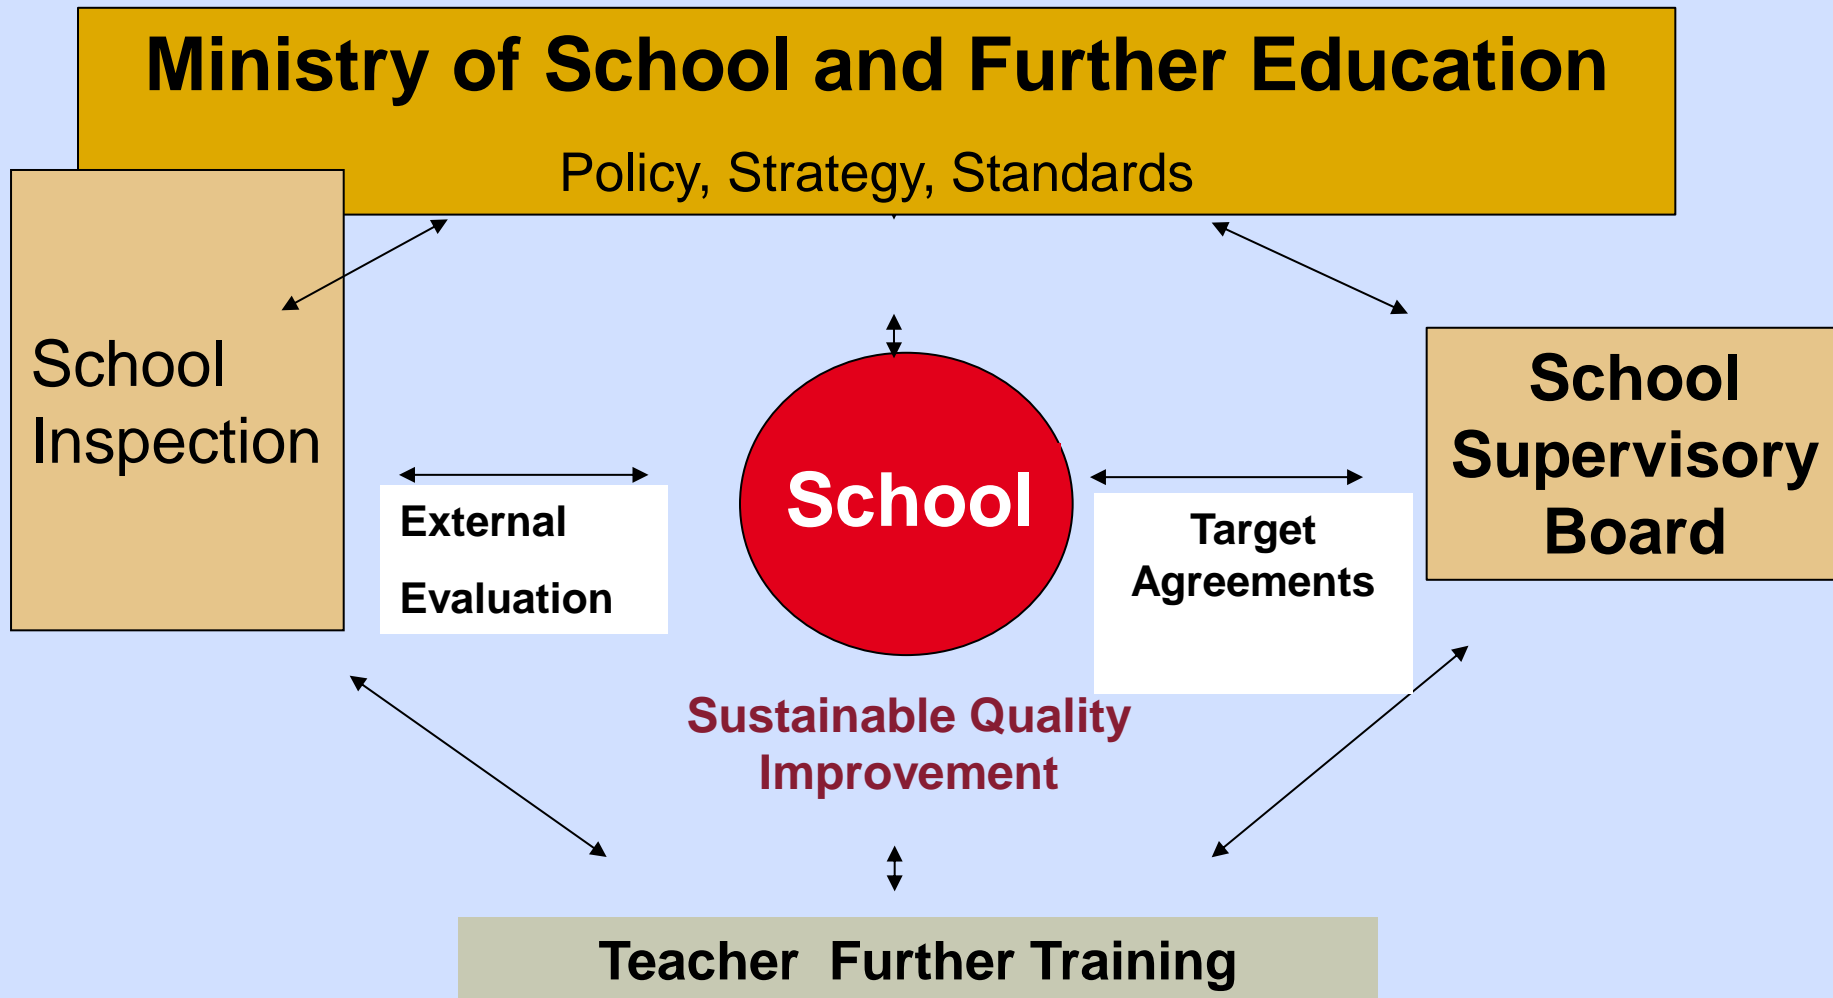 Ministry of School and Further Education
Policy, Strategy, Standards
School
Inspection
External
Evaluation
School
Target
Agreements
School
Supervisory
Board
Sustainable Quality
Improvement
Teacher  Further Training